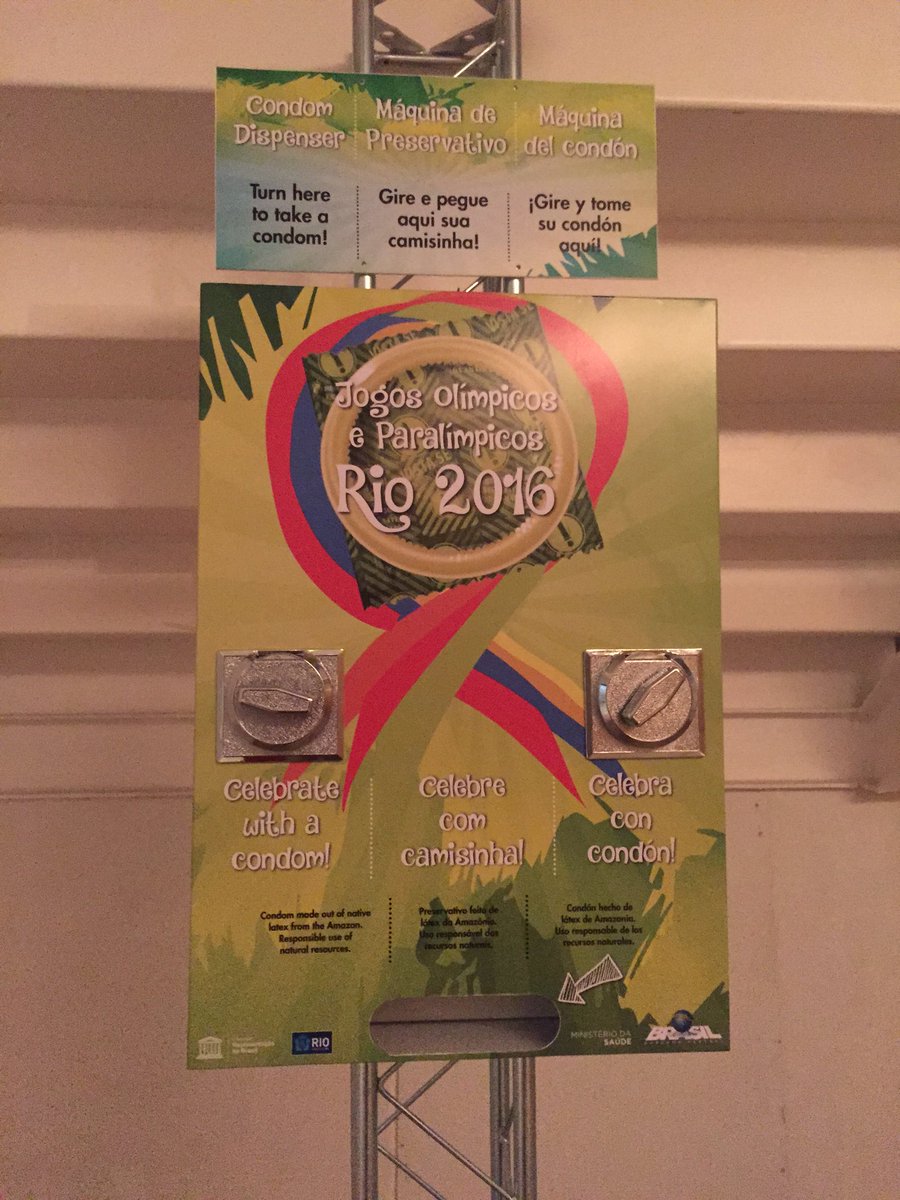 Condom
Dispenser
Turn here
to take a
condom!
Máquina de
Preservativo
Gire e pegue
aqui sua
camisinha!
Máquina
del condón
¡Gire y tome
su condón
aquí!
Jogos Olímpicos
e Paralímpicos
Rio 2016
Celebrate
with a
condom!
Celebre
com
camisinha!
Celebra
con
condón!
Condom made out of native
latex from the Amazon.
Responsible use of
natural resources.
Preservativo feito de
látex da Amazônia.
Uso responsável dos
recursos naturais.
Condón hecho de
látex de Amazonia.
Uso responsable de los
recursos naturales.
Representação
no Brasil
RIO
MINISTÉRIO DA
SAÚDE
BRASIL